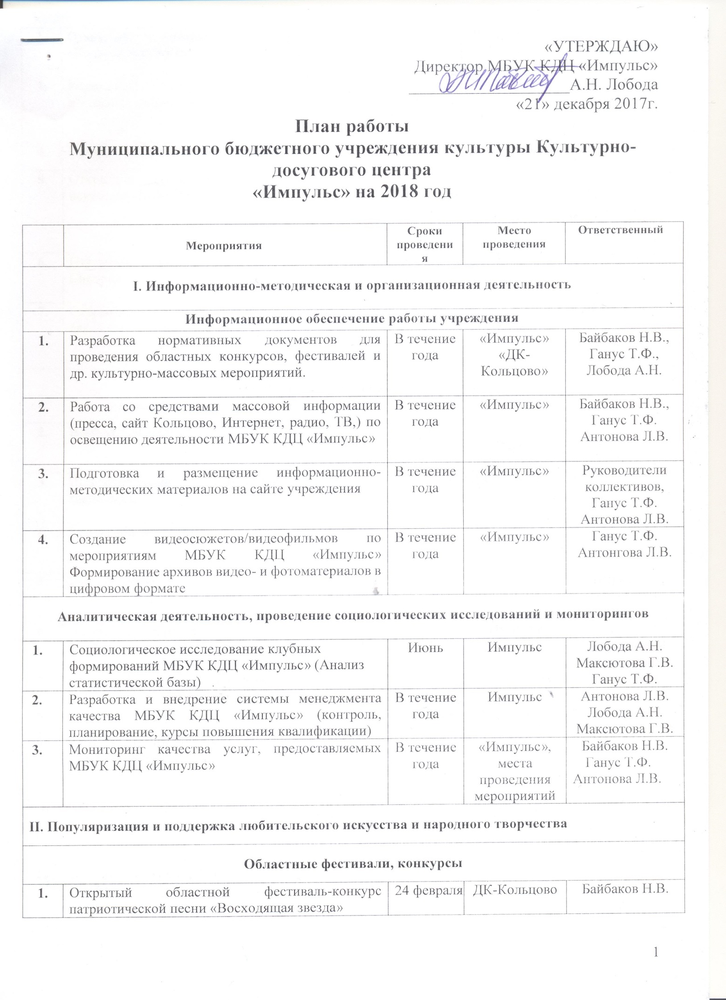 «УТЕРЖДАЮ»
Директор МБУК КДЦ «Импульс»
А.Н. Лобода
«21» декабря 2017г.
План работы
Муниципального бюджетного учреждения культуры Культурно-
досугового центра
«Импульс» на 2018 год
Мероприятия
Сроки
проведени
я
Место
проведения
Ответственный
I. Информационно-методическая и организационная деятельность
Информационное обеспечение работы учреждения
1.
Разработка нормативных документов для
проведения областных конкурсов, фестивалей и
др. культурно-массовых мероприятий.
В течение
года
«Импульс»
«ДК-
Кольцово»
Байбаков Н.В.,
Ганус Т.Ф.,
Лобода А.Н.
2.
Работа со средствами массовой информации
(пресса, сайт Кольцово, Интернет, радио, ТВ,) по
освещению деятельности МБУК КДЦ «Импульс»
В течение
года
«Импульс»
Байбаков Н.В.,
Ганус Т.Ф.
Антонова Л.В.
3.
Подготовка и размещение информационно-
методических материалов на сайте учреждения
В течение
года
«Импульс»
Руководители
коллективов,
Ганус Т.Ф.
Антонова Л.В.
4.
Создание видеосюжетов/видеофильмов по
мероприятиям МБУК КДЦ «Импульс»
Формирование архивов видео- и фотоматериалов в
цифровом формате
В течение
года
«Импульс»
Ганус Т.Ф.
Антонгова Л.В.
Аналитическая деятельность, проведение социологических исследований и мониторингов
1.
Социологическое исследование клубных
формирований МБУК КДЦ «Импульс» (Анализ
статистической базы)
Июнь
Импульс
Лобода А.Н.
Максютова Г.В.
Ганус Т.Ф.
2.
Разработка и внедрение системы менеджмента
качества МБУК КДЦ «Импульс» (контроль,
планирование, курсы повышения квалификации)
В течение
года
Импульс
Антонова Л.В.
Лобода А.Н.
Максютова Г.В.
3.
Мониторинг качества услуг, предоставляемых
МБУК КДЦ «Импульс»
В течение
года
«Импульс»,
места
проведения
мероприятий
Байбаков Н.В.
Ганус Т.Ф.
Антонова Л.В.
II. Популяризация и поддержка любительского искусства и народного творчества
Областные фестивали, конкурсы
1.
Открытый областной фестиваль-конкурс
патриотической песни «Восходящая звезда»
24 февраля
ДК-Кольцово
Байбаков Н.В.
1